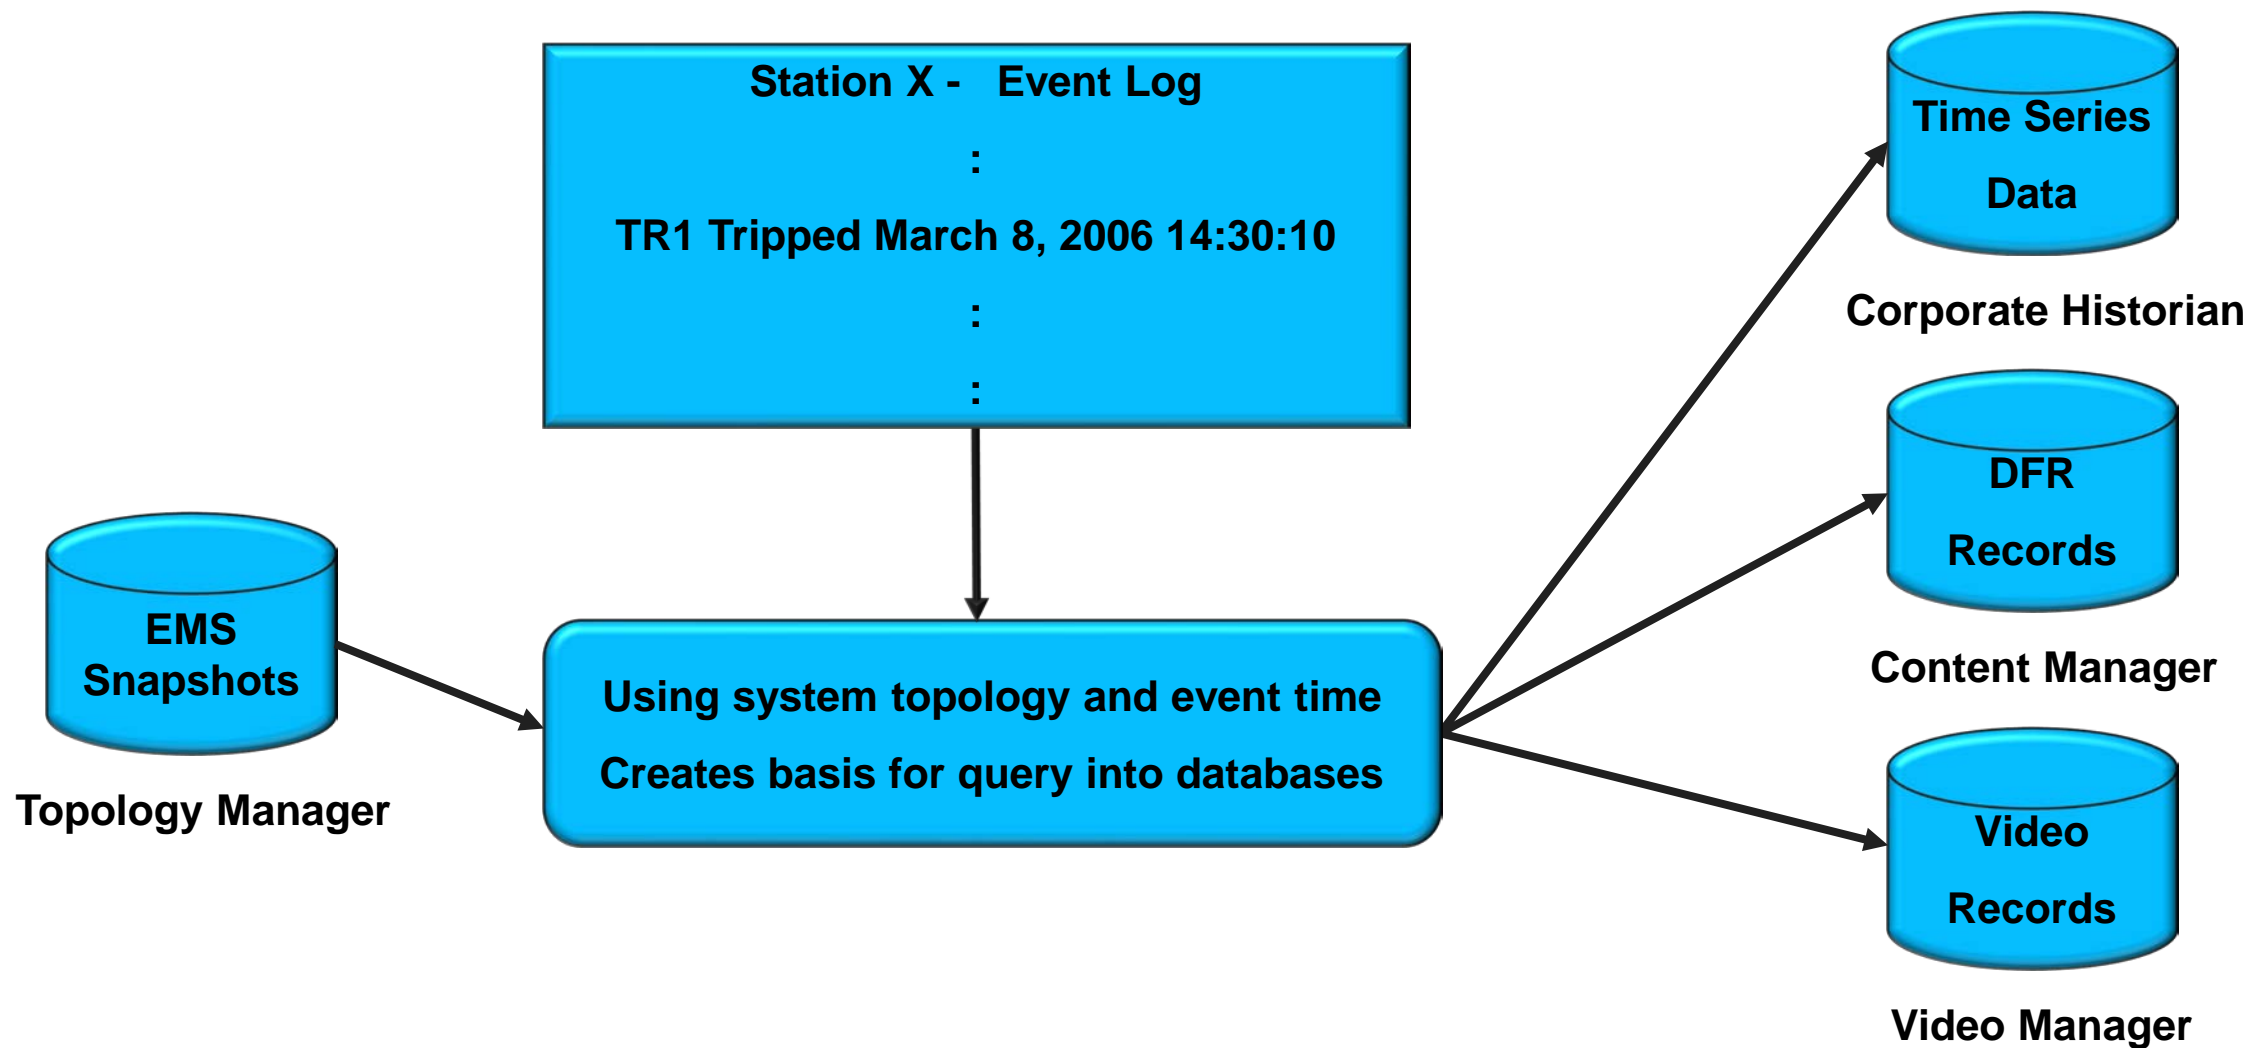 Station X -   Event Log
:
TR1 Tripped March 8, 2006 14:30:10
:
:
EMS
Snapshots
Topology Manager
Using system topology and event time
Creates basis for query into databases
Time Series
Data
Corporate Historian
DFR
Records
Content Manager
Video
Records
Video Manager